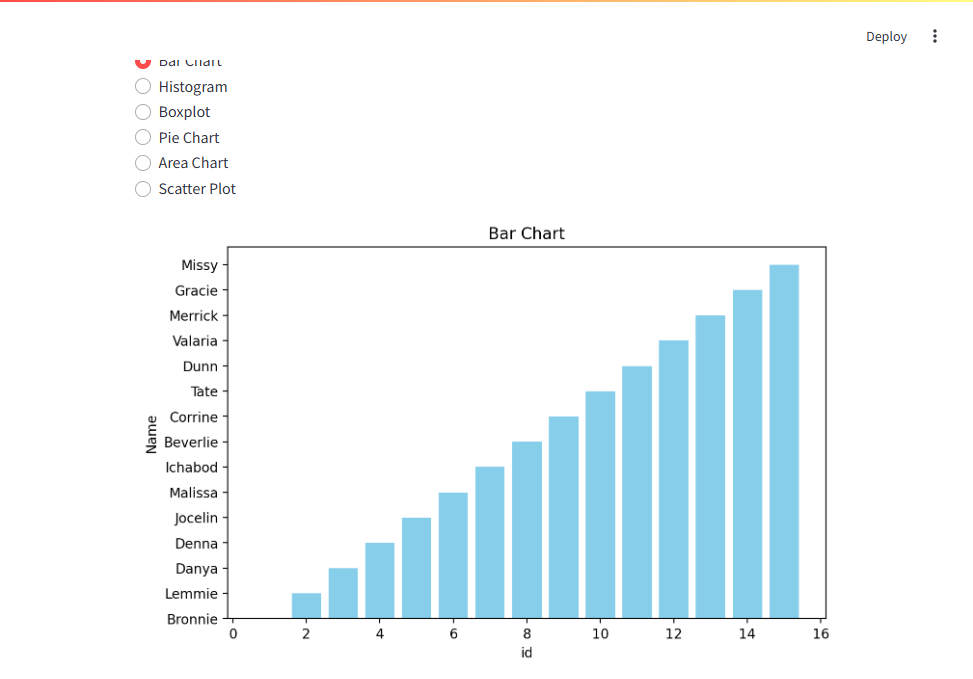 Deploy
Bar Chart
Histogram
Boxplot
Pie Chart
Area Chart
Scatter Plot
Bar Chart
Missy
Gracie
Merrick
Valaria
Dunn
Tate
Corrine
Name
Beverlie
Ichabod
Malissa
Jocelin
Denna
Danya
Lemmie
Bronnie
0 2 4 6 8 10 12 14 16
id